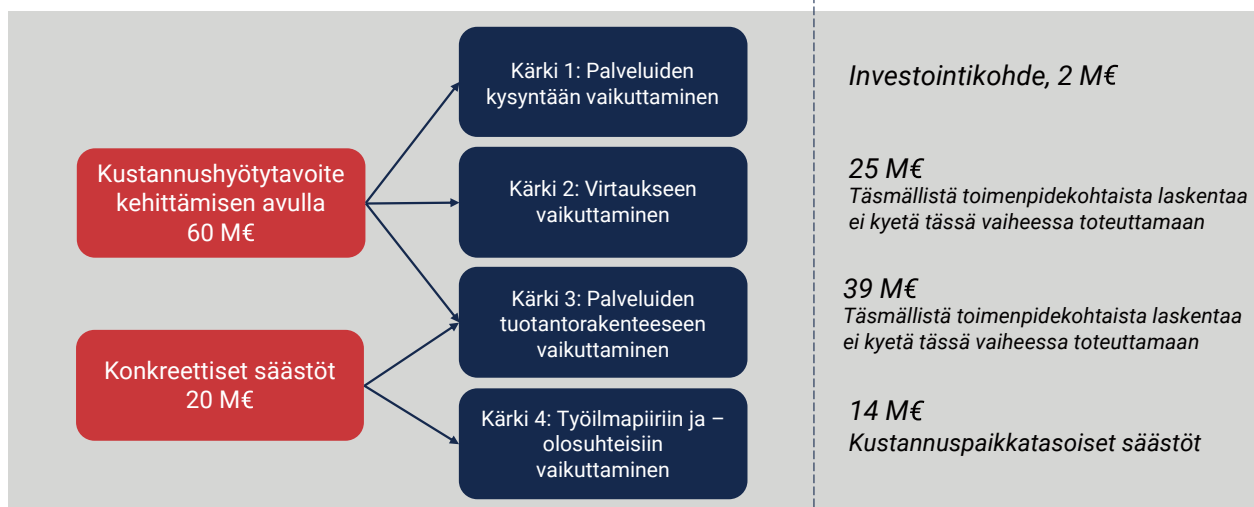 Kustannushyötytavoite
kehittämisen avulla
60 M€
Konkreettiset säästöt
20 M€
Kärki 1: Palveluiden
kysyntään vaikuttaminen
Kärki 2: Virtaukseen
vaikuttaminen
Kärki 3: Palveluiden
tuotantorakenteeseen
vaikuttaminen
Kärki 4: Työilmapiiriin ja –
olosuhteisiin
vaikuttaminen
Investointikohde, 2 M€
25 M€
Täsmällistä toimenpidekohtaista laskentaa
ei kyetä tässä vaiheessa toteuttamaan
39 M€
Täsmällistä toimenpidekohtaista laskentaa
ei kyetä tässä vaiheessa toteuttamaan
14 M€
Kustannuspaikkatasoiset säästöt